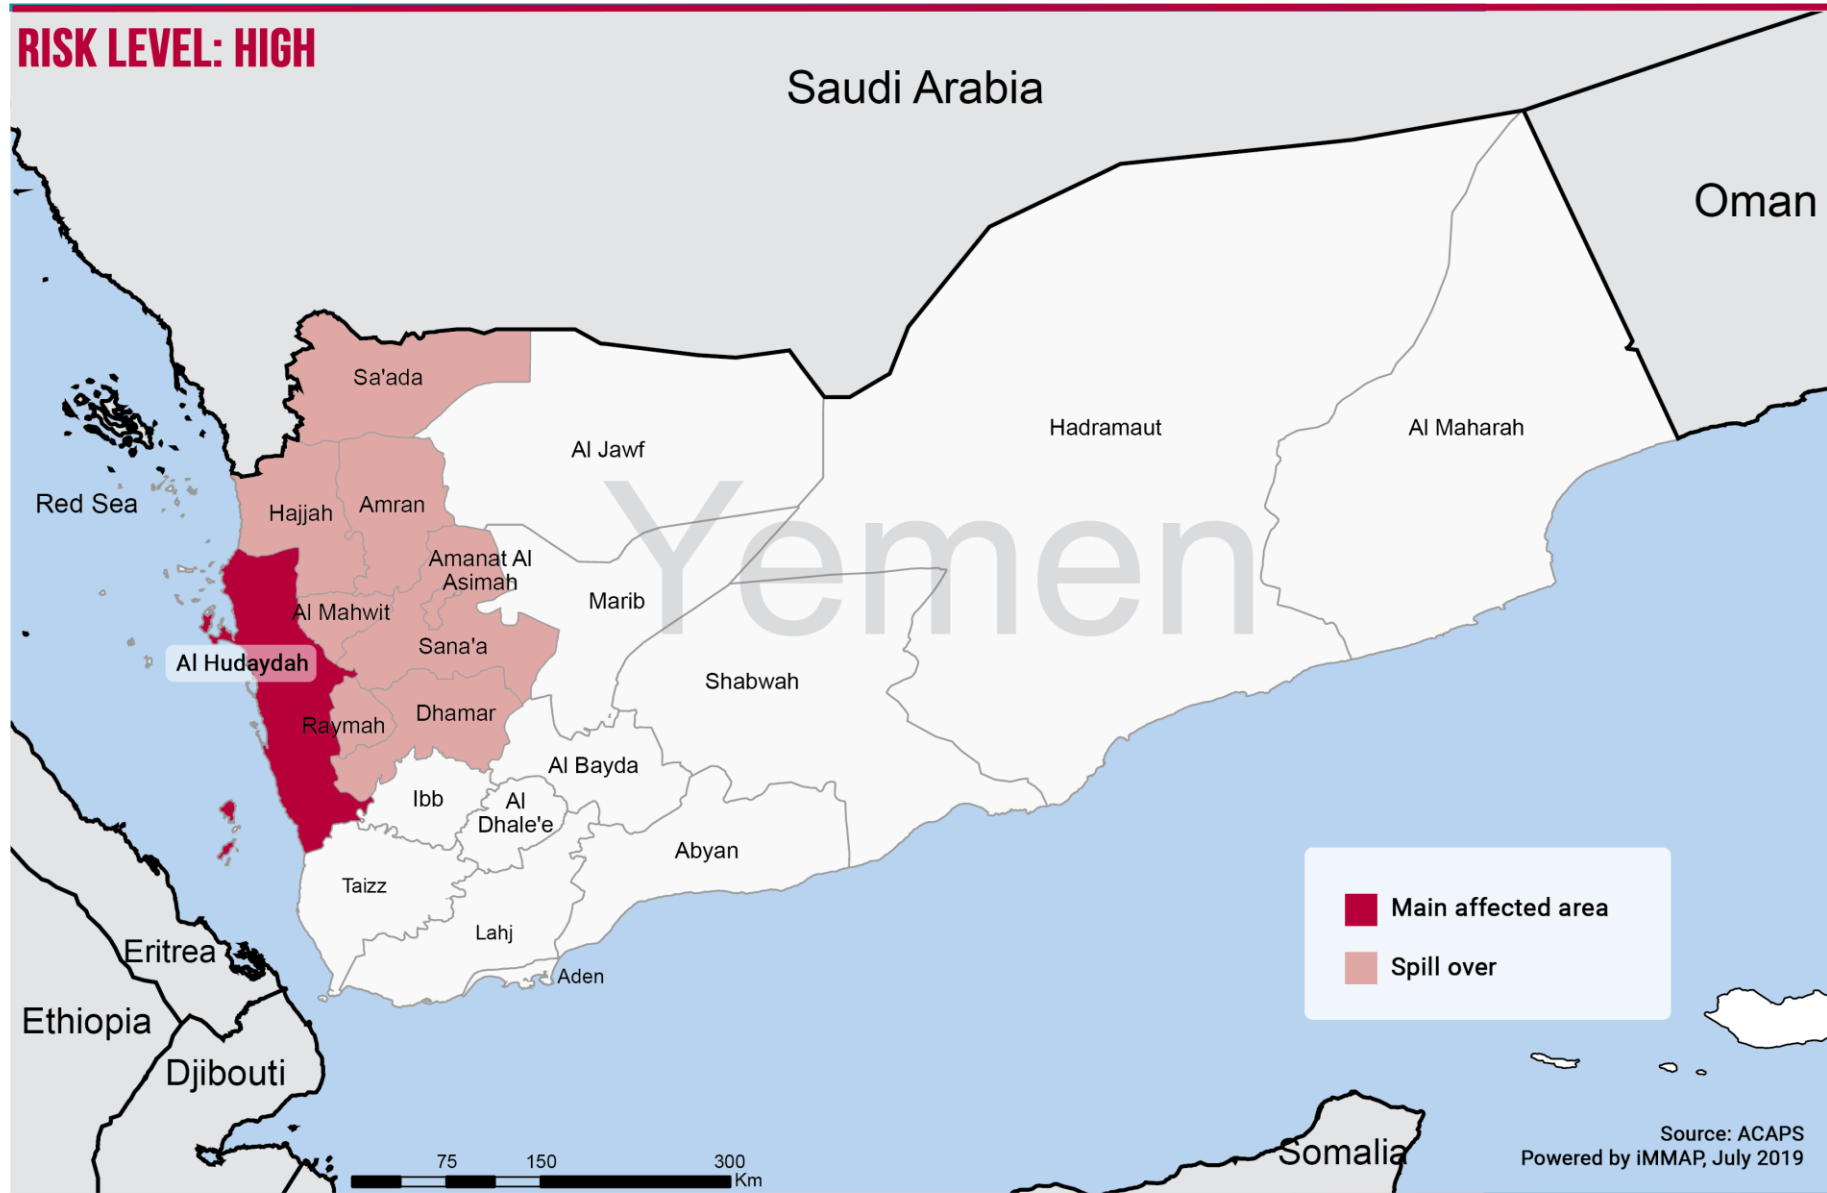 RISK LEVEL: HIGH
Saudi Arabia
Oman
Sa'ada
Al Jawf
Hadramaut
Al Maharah
Red Sea
Hajjah
Amran
Yemen
Amanat Al
Asimah
Marib
Al Mahwit
Sana'a
Al Hudaydah
Shabwah
Raymah
Dhamar
Al Bayda
Ibb
Al
Dhale'e
Abyan
Taizz
Lahj
Aden
Main affected area
Spill over
Eritrea
Ethiopia
Djibouti
Somalia
Source: ACAPS
Powered by iMMAP, July 2019
75 150 300
Km